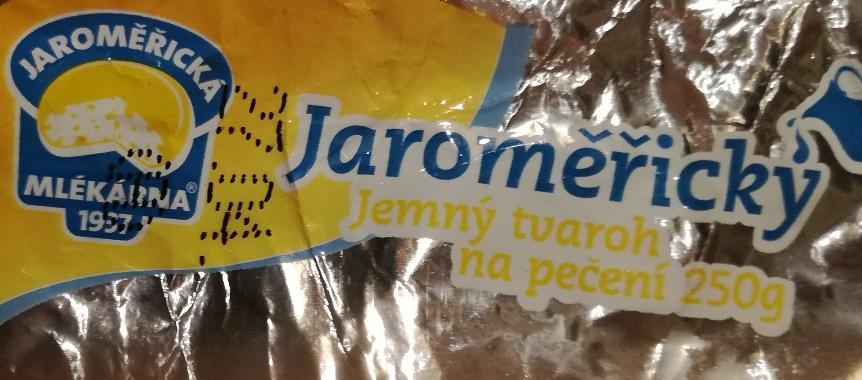 JAROMĚŘICKÁ
MLÉKÁRNA®
1937
Jaroměřický
Jemný tvaroh
na pečení 250g